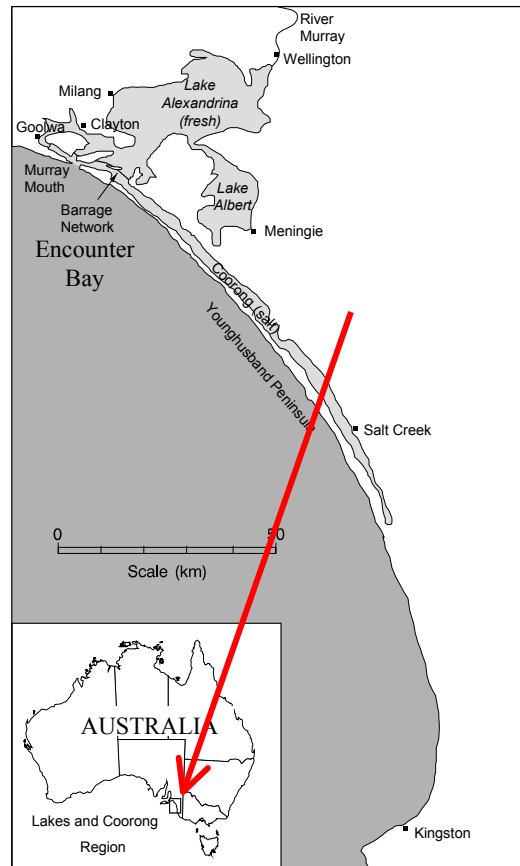 River
Murray
Wellington
Lake
Alexandrina
(fresh)
Milang
Clayton
Goolwa
Murray
Mouth
Lake
Albert
Barrage
Network
Meningie
Encounter
Bay
Coorong (salt)
Younghusband Peninsula
Salt Creek
0
50
Scale (km)
AUSTRALIA
Lakes and Coorong
Region
Kingston